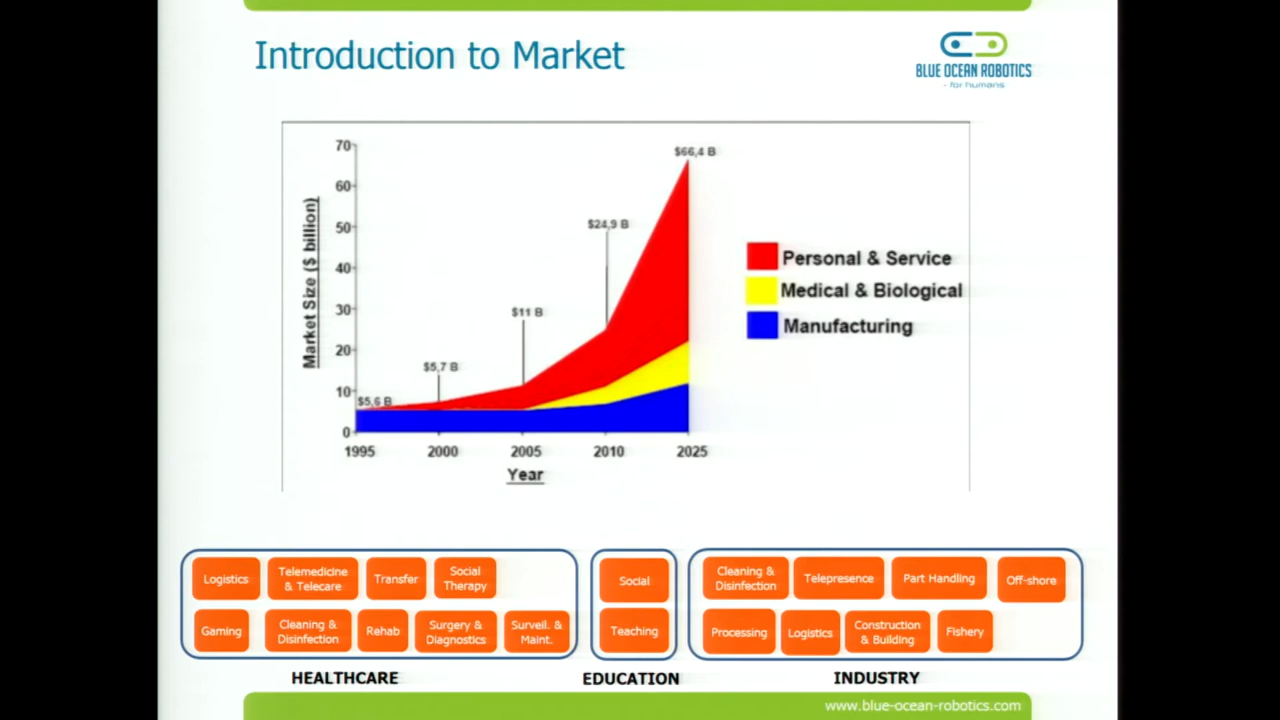 Introduction to Market
BLUE OCEAN ROBOTICS
- for humans
70
60
50
40
30
20
10
0
Market Size ($ billion)
$5,6 B
$5,7 B
$11 B
$24,9 B
$66,4 B
1995 2000 2005 2010 2025
Year
Personal & Service
Medical & Biological
Manufacturing
Logistics
Telemedicine
& Telecare
Transfer
Social
Therapy
Gaming
Cleaning &
Disinfection
Rehab
Surgery &
Diagnostics
Surveil. &
Maint.
HEALTHCARE
Social
Teaching
EDUCATION
Cleaning &
Disinfection
Telepresence
Part Handling
Off-shore
Processing
Logistics
Construction
& Building
Fishery
INDUSTRY
www.blue-ocean-robotics.com